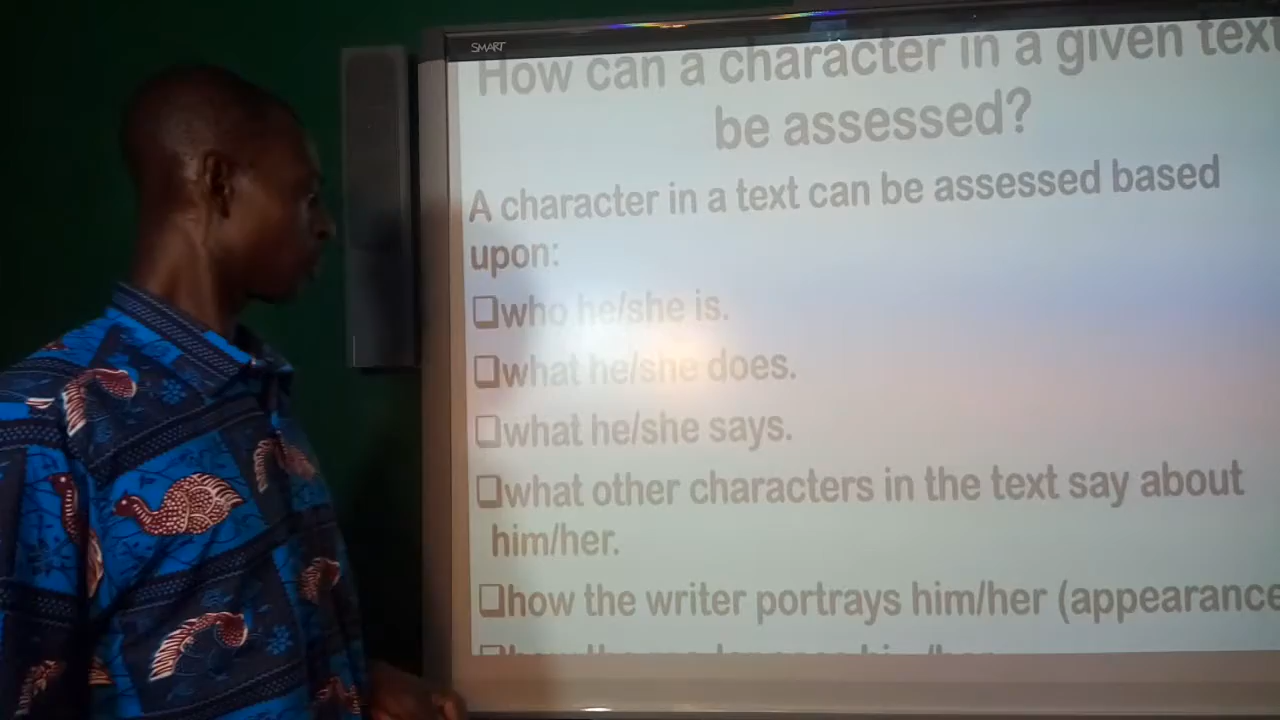 SMART
How can a character in a given text
be assessed?
A character in a text can be assessed based
upon:
❑who he/she is.
❑what he/she does.
❑what he/she says.
❑what other characters in the text say about
him/her.
❑how the writer portrays him/her (appearance